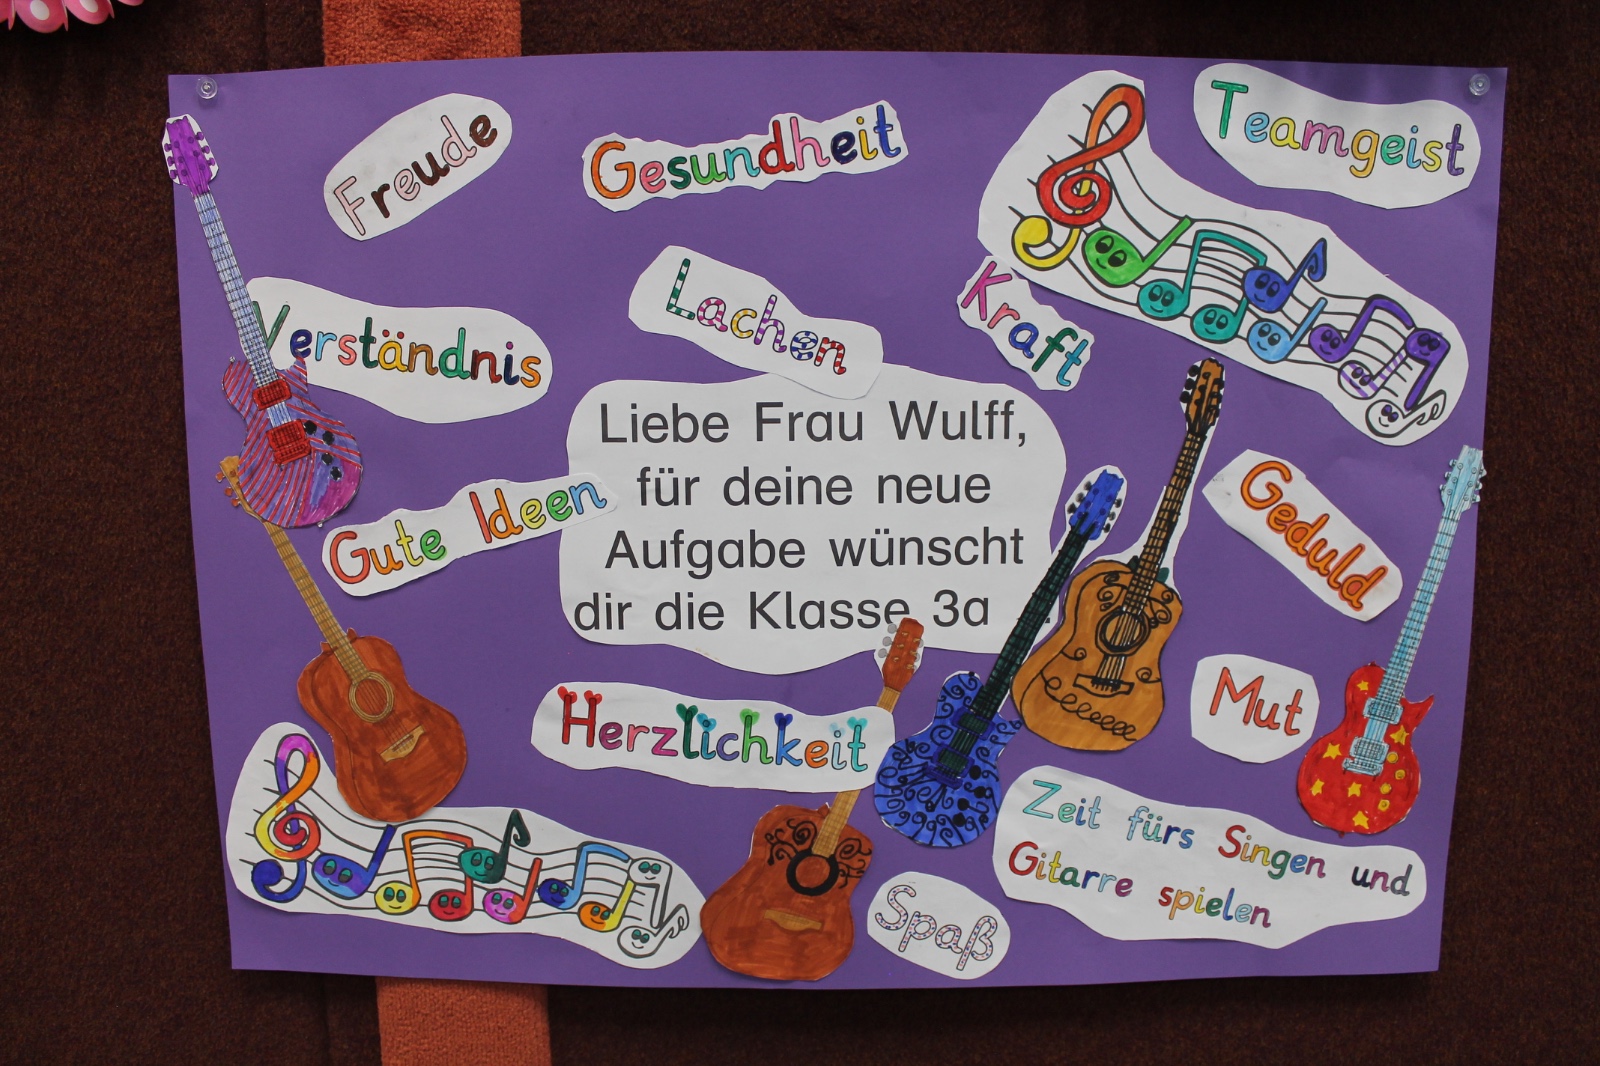 Freude
Gesundheit
Teamgeist
Verständnis
Lachen
Kraft
Liebe Frau Wulff,
für deine neue
Aufgabe wünscht
dir die Klasse 3a
Gute Ideen
Geduld
Herzlichkeit
Mut
Zeit fürs Singen und
Gitarre spielen
Spaß